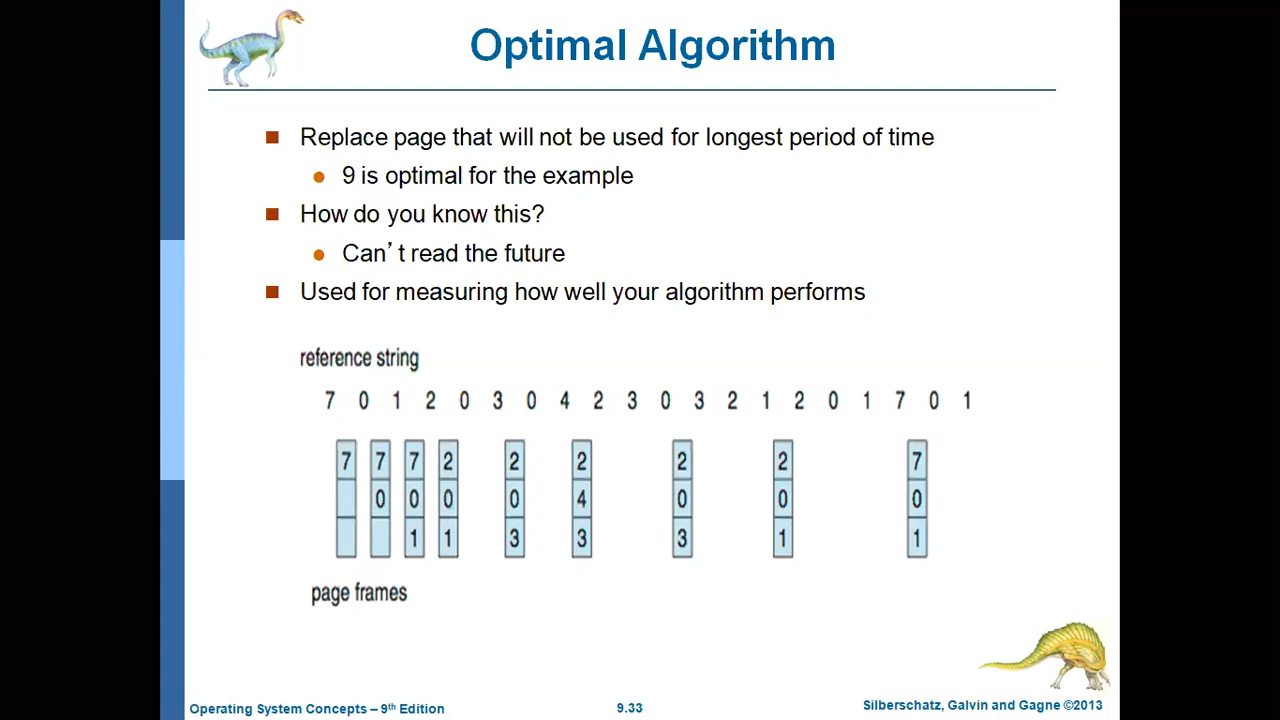 Optimal Algorithm
Replace page that will not be used for longest period of time
9 is optimal for the example
How do you know this?
Can’t read the future
Used for measuring how well your algorithm performs
reference string
7 0 1 2 0 3 0 4 2 3 0 3 2 1 2 0 1 7 0 1
7 7 7 2 2 2 2 2 7
0 0 0 0 4 0 0 0
1 1 3 3 3 1 1
page frames
Operating System Concepts – 9th Edition
9.33
Silberschatz, Galvin and Gagne ©2013